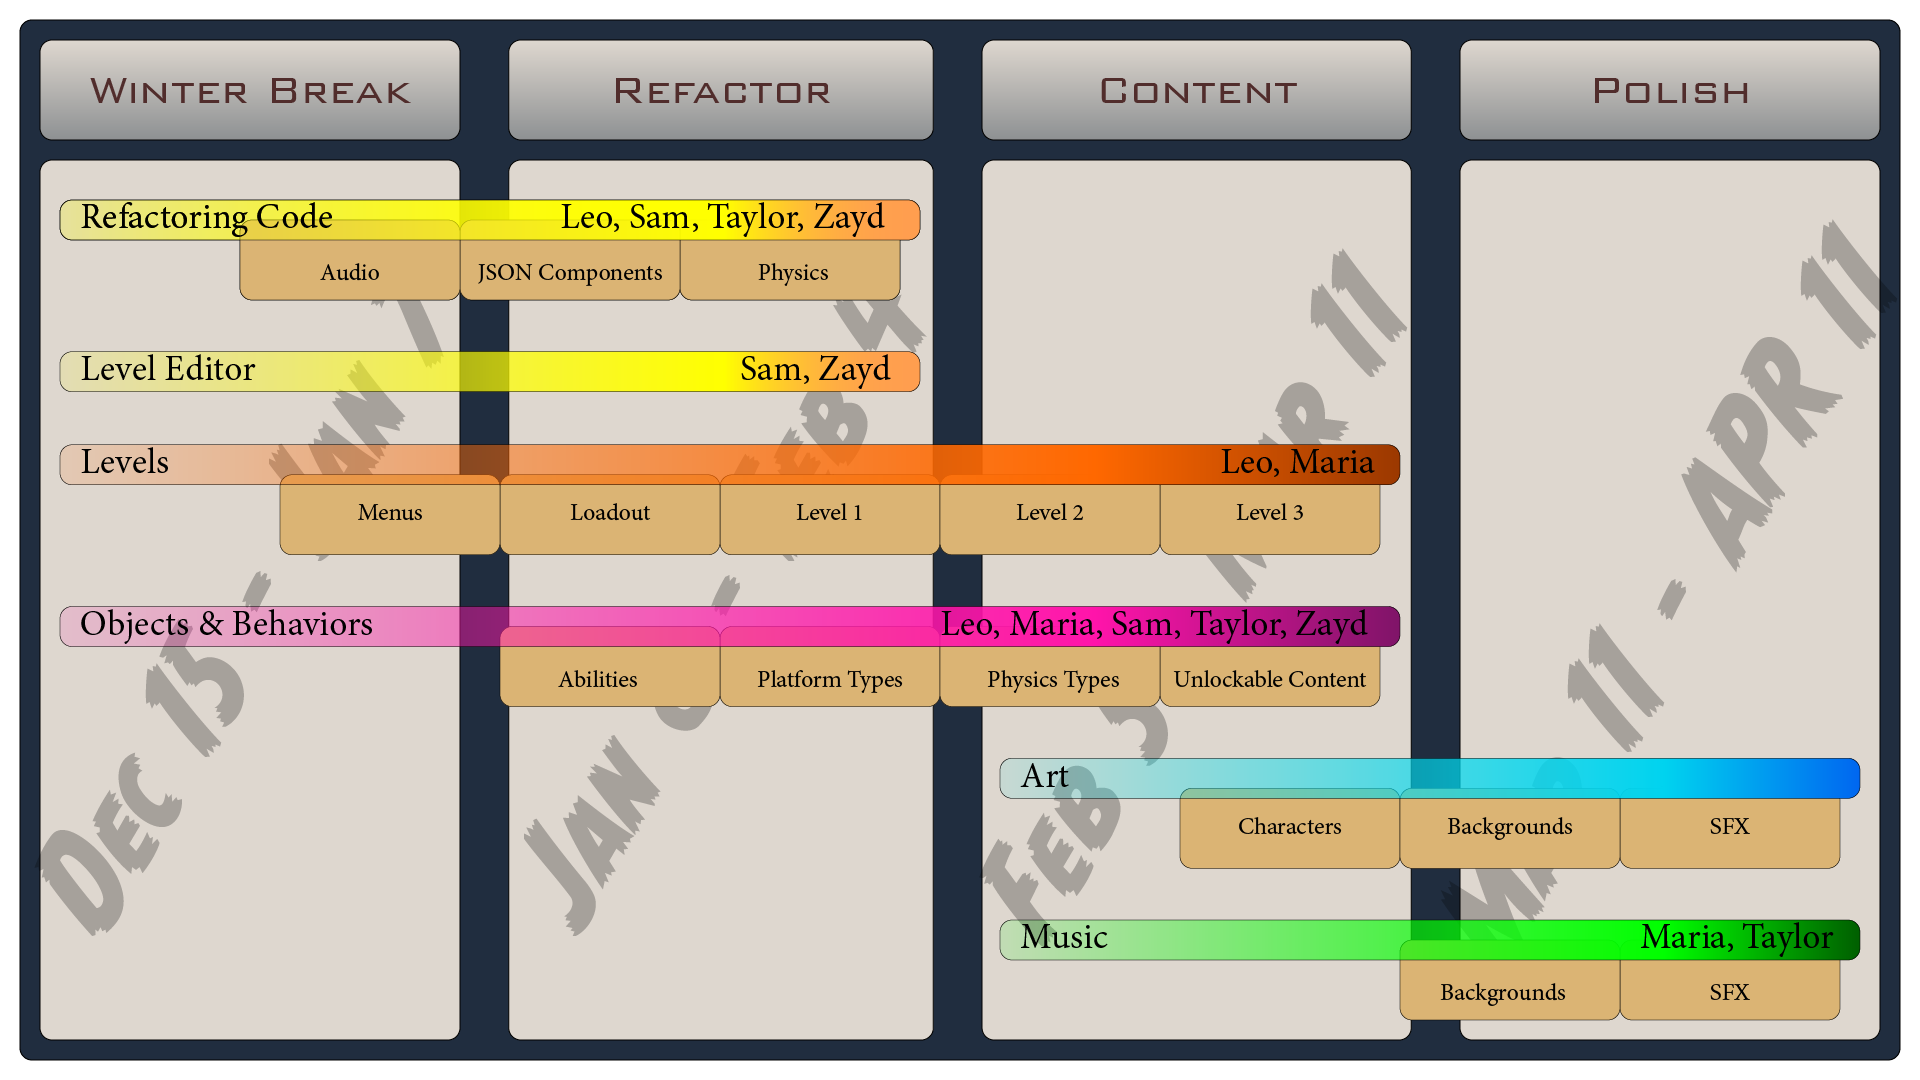 Winter Break
Refactor
Content
Polish
Refactoring Code
Leo, Sam, Taylor, Zayd
Audio
JSON Components
Physics
Level Editor
Sam, Zayd
Levels
Leo, Maria
Menus
Loadout
Level 1
Level 2
Level 3
Objects & Behaviors
Leo, Maria, Sam, Taylor, Zayd
Abilities
Platform Types
Physics Types
Unlockable Content
Art
Characters
Backgrounds
SFX
Music
Maria, Taylor
Backgrounds
SFX
Dec 15 - Jan 7
Jan - Feb 4
Feb 5 - Mar 11
Mar 11 - Apr 11